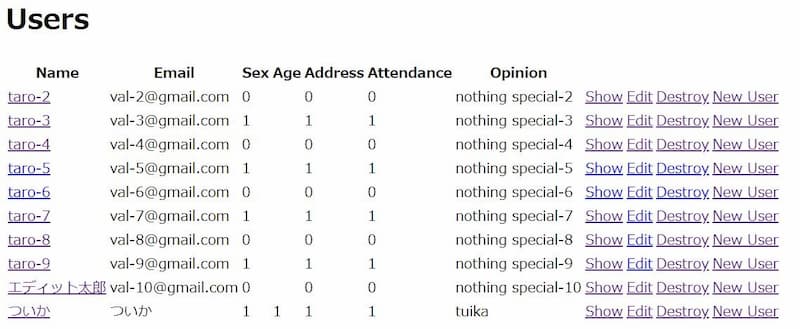 Users
Name Email Sex Age Address Attendance Opinion
taro-2 val-2@gmail.com 0 0 0 nothing special-2 Show Edit Destroy New User
taro-3 val-3@gmail.com 1 1 1 nothing special-3 Show Edit Destroy New User
taro-4 val-4@gmail.com 0 0 0 nothing special-4 Show Edit Destroy New User
taro-5 val-5@gmail.com 1 1 1 nothing special-5 Show Edit Destroy New User
taro-6 val-6@gmail.com 0 0 0 nothing special-6 Show Edit Destroy New User
taro-7 val-7@gmail.com 1 1 1 nothing special-7 Show Edit Destroy New User
taro-8 val-8@gmail.com 0 0 0 nothing special-8 Show Edit Destroy New User
taro-9 val-9@gmail.com 1 1 1 nothing special-9 Show Edit Destroy New User
エディット太郎 val-10@gmail.com 0 0 0 nothing special-10 Show Edit Destroy New User
ついか ついか 1 1 1 1 tuika Show Edit Destroy New User